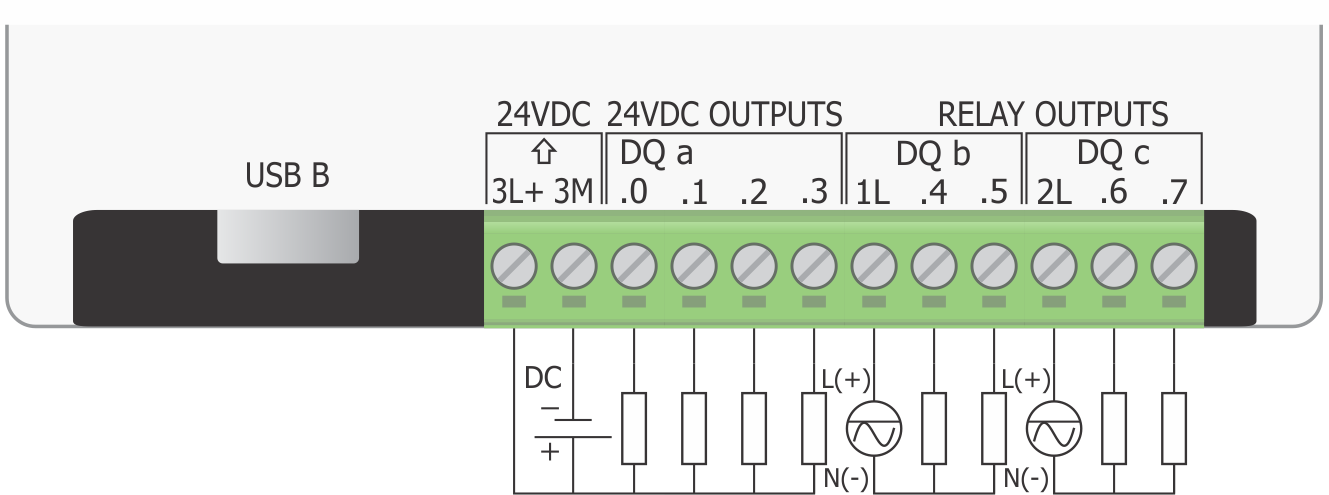 24VDC 24VDC OUTPUTS RELAY OUTPUTS
DQ a DQ b DQ c
USB B
3L+ 3M .0 .1 .2 .3 1L .4 .5 2L .6 .7
DC L(+) L(+)
−
+
N(-) N(-)